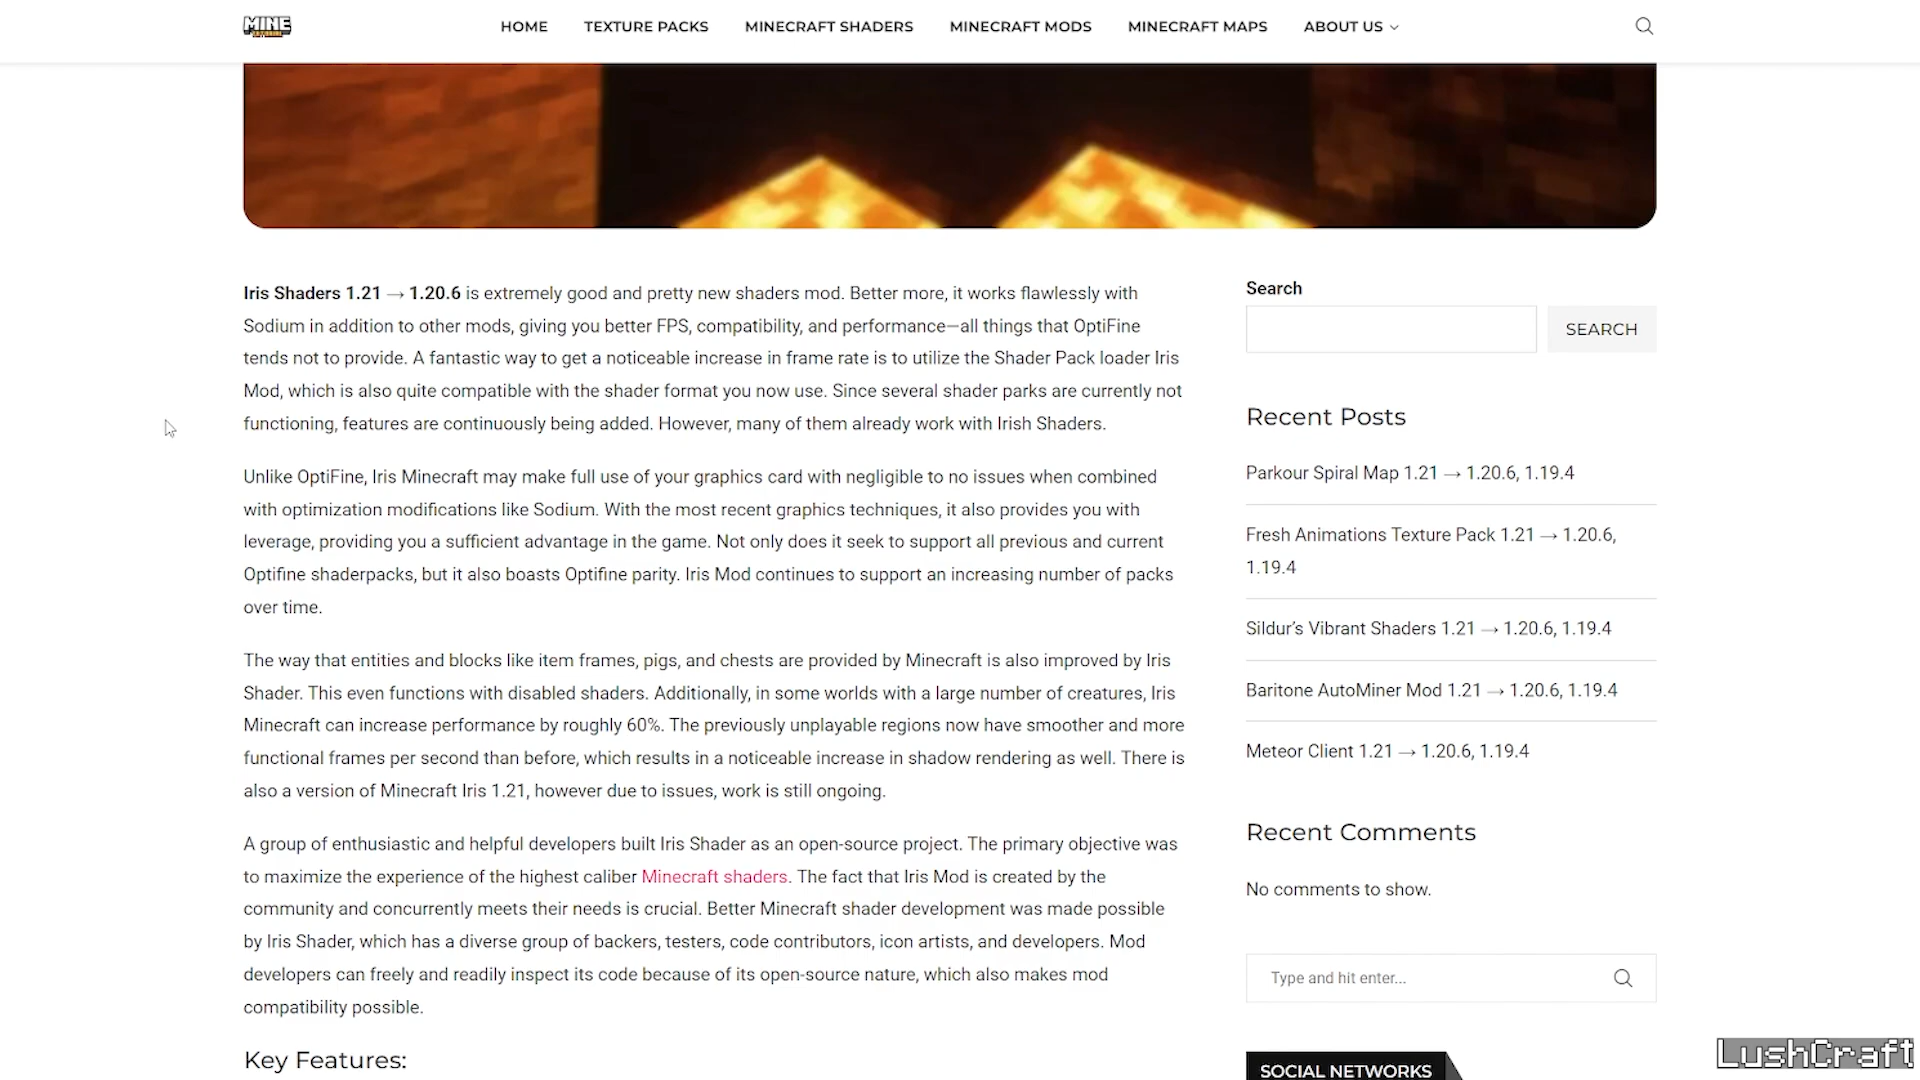 MINE
HOME
TEXTURE PACKS
MINECRAFT SHADERS
MINECRAFT MODS
MINECRAFT MAPS
ABOUT US
Iris Shaders 1.21 → 1.20.6 is extremely good and pretty new shaders mod. Better more, it works flawlessly with
Sodium in addition to other mods, giving you better FPS, compatibility, and performance—all things that OptiFine
tends not to provide. A fantastic way to get a noticeable increase in frame rate is to utilize the Shader Pack loader Iris
Mod, which is also quite compatible with the shader format you now use. Since several shader parks are currently not
functioning, features are continuously being added. However, many of them already work with Irish Shaders.
Unlike OptiFine, Iris Minecraft may make full use of your graphics card with negligible to no issues when combined
with optimization modifications like Sodium. With the most recent graphics techniques, it also provides you with
leverage, providing you a sufficient advantage in the game. Not only does it seek to support all previous and current
Optifine shaderpacks, but it also boasts Optifine parity. Iris Mod continues to support an increasing number of packs
over time.
The way that entities and blocks like item frames, pigs, and chests are provided by Minecraft is also improved by Iris
Shader. This even functions with disabled shaders. Additionally, in some worlds with a large number of creatures, Iris
Minecraft can increase performance by roughly 60%. The previously unplayable regions now have smoother and more
functional frames per second than before, which results in a noticeable increase in shadow rendering as well. There is
also a version of Minecraft Iris 1.21, however due to issues, work is still ongoing.
A group of enthusiastic and helpful developers built Iris Shader as an open-source project. The primary objective was
to maximize the experience of the highest caliber Minecraft shaders. The fact that Iris Mod is created by the
community and concurrently meets their needs is crucial. Better Minecraft shader development was made possible
by Iris Shader, which has a diverse group of backers, testers, code contributors, icon artists, and developers. Mod
developers can freely and readily inspect its code because of its open-source nature, which also makes mod
compatibility possible.
Key Features:
Search
SEARCH
Recent Posts
Parkour Spiral Map 1.21 → 1.20.6, 1.19.4
Fresh Animations Texture Pack 1.21 → 1.20.6,
1.19.4
Sildur's Vibrant Shaders 1.21 → 1.20.6, 1.19.4
Baritone AutoMiner Mod 1.21 → 1.20.6, 1.19.4
Meteor Client 1.21 → 1.20.6, 1.19.4
Recent Comments
No comments to show.
Type and hit enter...
SOCIAL NETWORKS
LushCraft